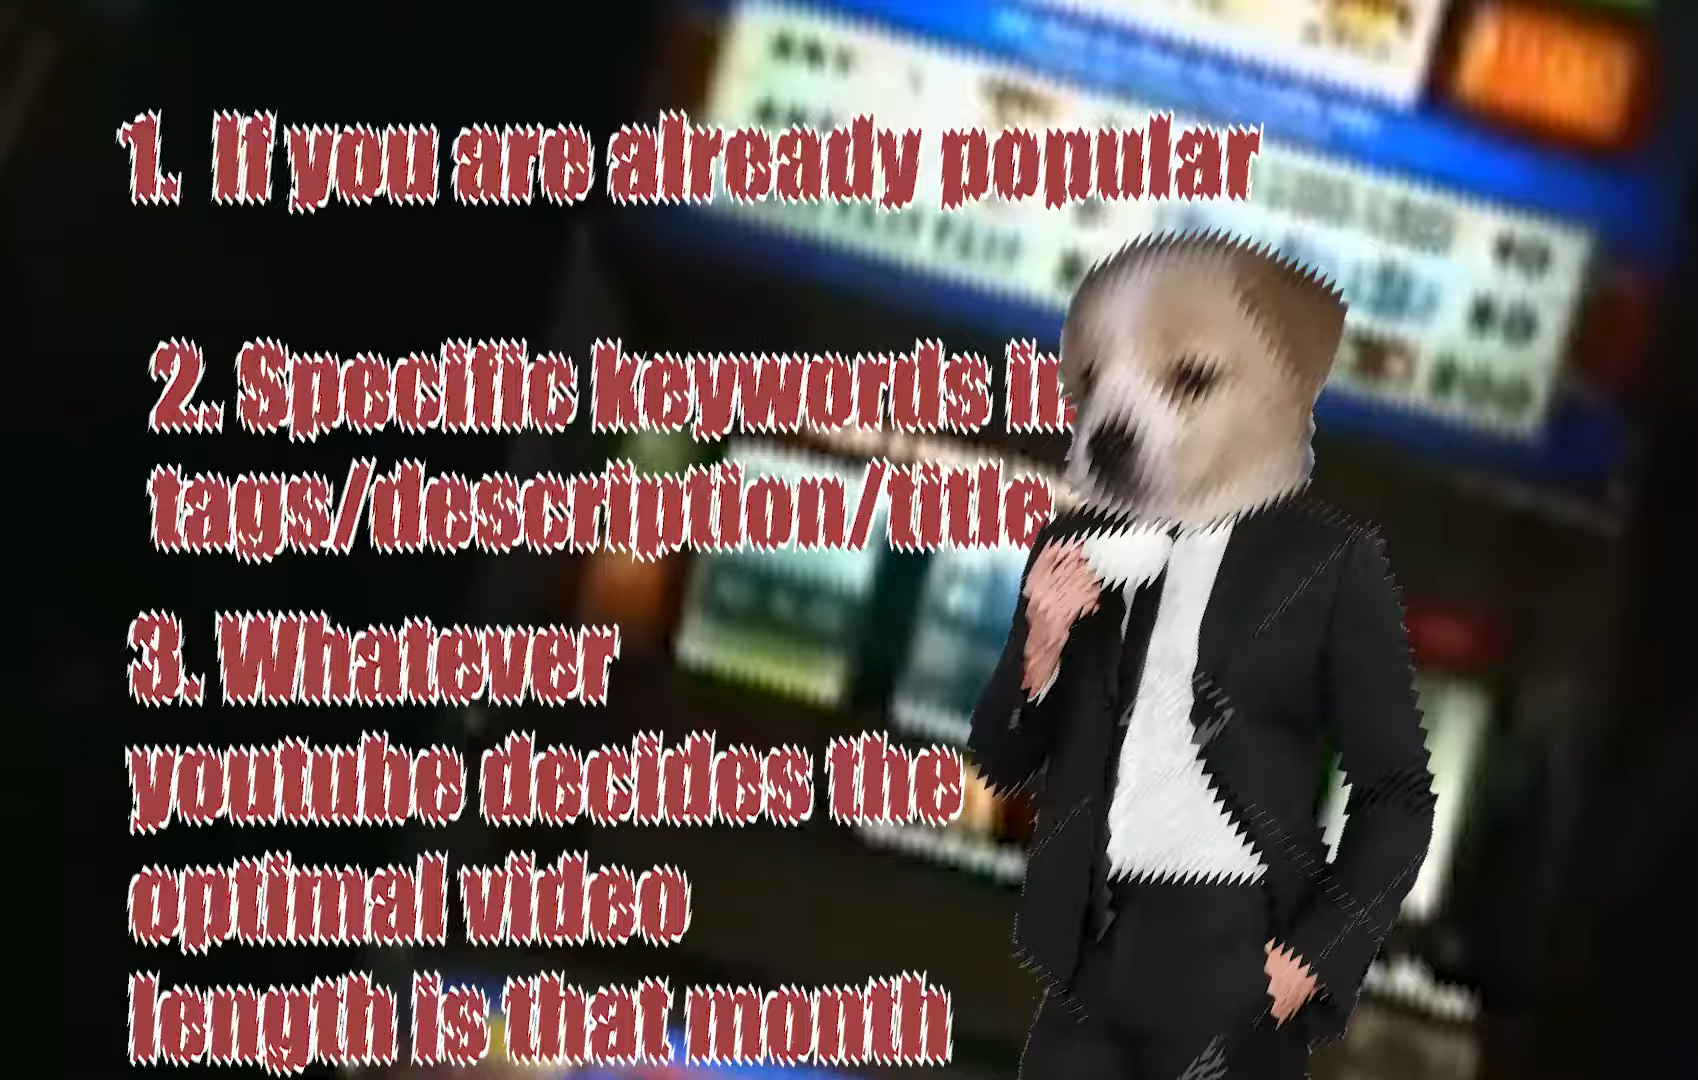 1. If you are already popular
2. Specific keywords in
tags/description/title
3. Whatever
youtube decides the
optimal video
length is that month